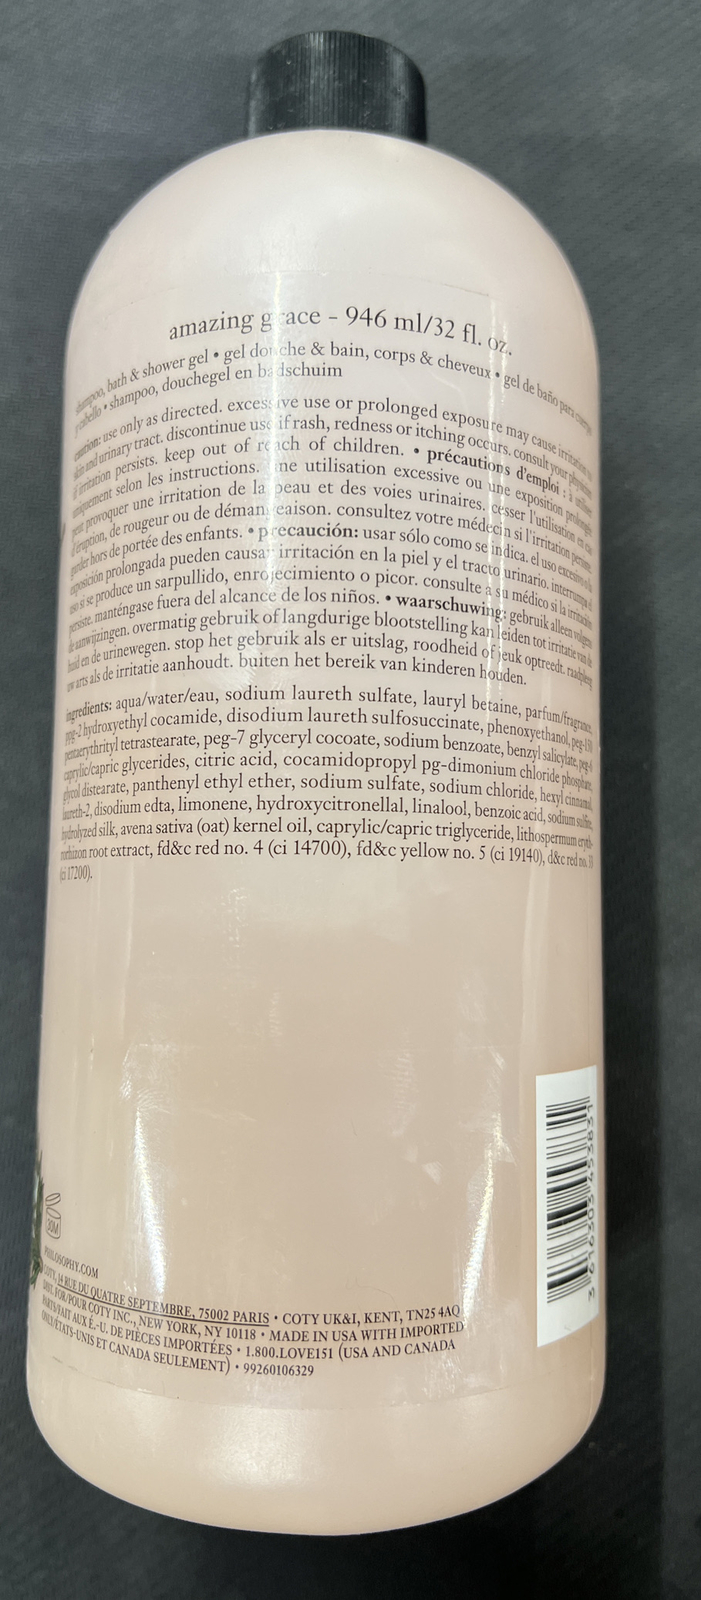 amazing grace – 946 ml/32 fl. oz.
shampoo, bath & shower gel • gel douche & bain, corps & cheveux • gel de baño para cuerpo
y cabello • shampoo, douchegel en badschuim
caution: use only as directed. excessive use or prolonged exposure may cause irritation
skin and urinary tract. discontinue use if rash, redness or itching occurs. consult your physician
if irritation persists. keep out of reach of children. • précautions d'emploi : à utiliser
uniquement selon les instructions. une utilisation excessive ou une exposition prolongée
peut provoquer une irritation de la peau et des voies urinaires. cesser l'utilisation en cas
d'éruption, de rougeur ou de démangeaison. consultez votre médecin si l'irritation persiste.
garder hors de portée des enfants. • precaución: usar sólo como se indica. el uso excesivo o la
exposición prolongada pueden causar irritación en la piel y el tracto urinario. interrumpa el
uso si se produce un sarpullido, enrojecimiento o picor. consulte a su médico si la irritación
persiste. manténgase fuera del alcance de los niños. • waarschuwing: gebruik alleen volgens
de aanwijzingen. overmatig gebruik of langdurige blootstelling kan leiden tot irritatie van de
huid en de urinewegen. stop het gebruik als er uitslag, roodheid of jeuk optreedt. raadpleeg
uw arts als de irritatie aanhoudt. buiten het bereik van kinderen houden.
ingredients: aqua/water/eau, sodium laureth sulfate, lauryl betaine, parfum/fragrance,
ppg-2 hydroxyethyl cocamide, disodium laureth sulfosuccinate, phenoxyethanol, peg-150
pentaerythrityl tetrastearate, peg-7 glyceryl cocoate, sodium benzoate, benzyl salicylate, peg-6
caprylic/capric glycerides, citric acid, cocamidopropyl pg-dimonium chloride phosphate,
glycol distearate, panthenyl ethyl ether, sodium sulfate, sodium chloride, hexyl cinnamal,
laureth-2, disodium edta, limonene, hydroxycitronellal, linalool, benzoic acid, sodium sulfite,
hydrolyzed silk, avena sativa (oat) kernel oil, caprylic/capric triglyceride, lithospermum eryth-
rorhizon root extract, fd&c red no. 4 (ci 14700), fd&c yellow no. 5 (ci 19140), d&c red no. 33
(ci 17200).
30M
PHILOSOPHY.COM
COTY, 14 RUE DU QUATRE SEPTEMBRE, 75002 PARIS • COTY UK&I, KENT, TN25 4AQ
DIST. FOR/POUR COTY INC., NEW YORK, NY 10118 • MADE IN USA WITH IMPORTED
PARTS/FAIT AUX É.-U. DE PIÈCES IMPORTÉES • 1.800.LOVE151 (USA AND CANADA
ONLY/ÉTATS-UNIS ET CANADA SEULEMENT) • 99260106329
3 616303 453831